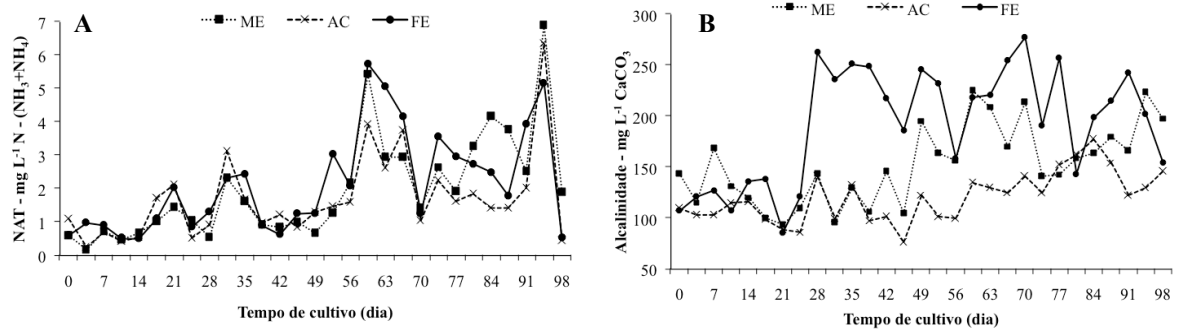 A
ME AC FE
NAT - mg L⁻¹ N - (NH₃+NH₄)
7
6
5
4
3
2
1
0
0 7 14 21 28 35 42 49 56 63 70 77 84 91 98
Tempo de cultivo (dia)
B
ME AC FE
Alcalinidade - mg L⁻¹ CaCO₃
300
250
200
150
100
50
0 7 14 21 28 35 42 49 56 63 70 77 84 91 98
Tempo de cultivo (dia)